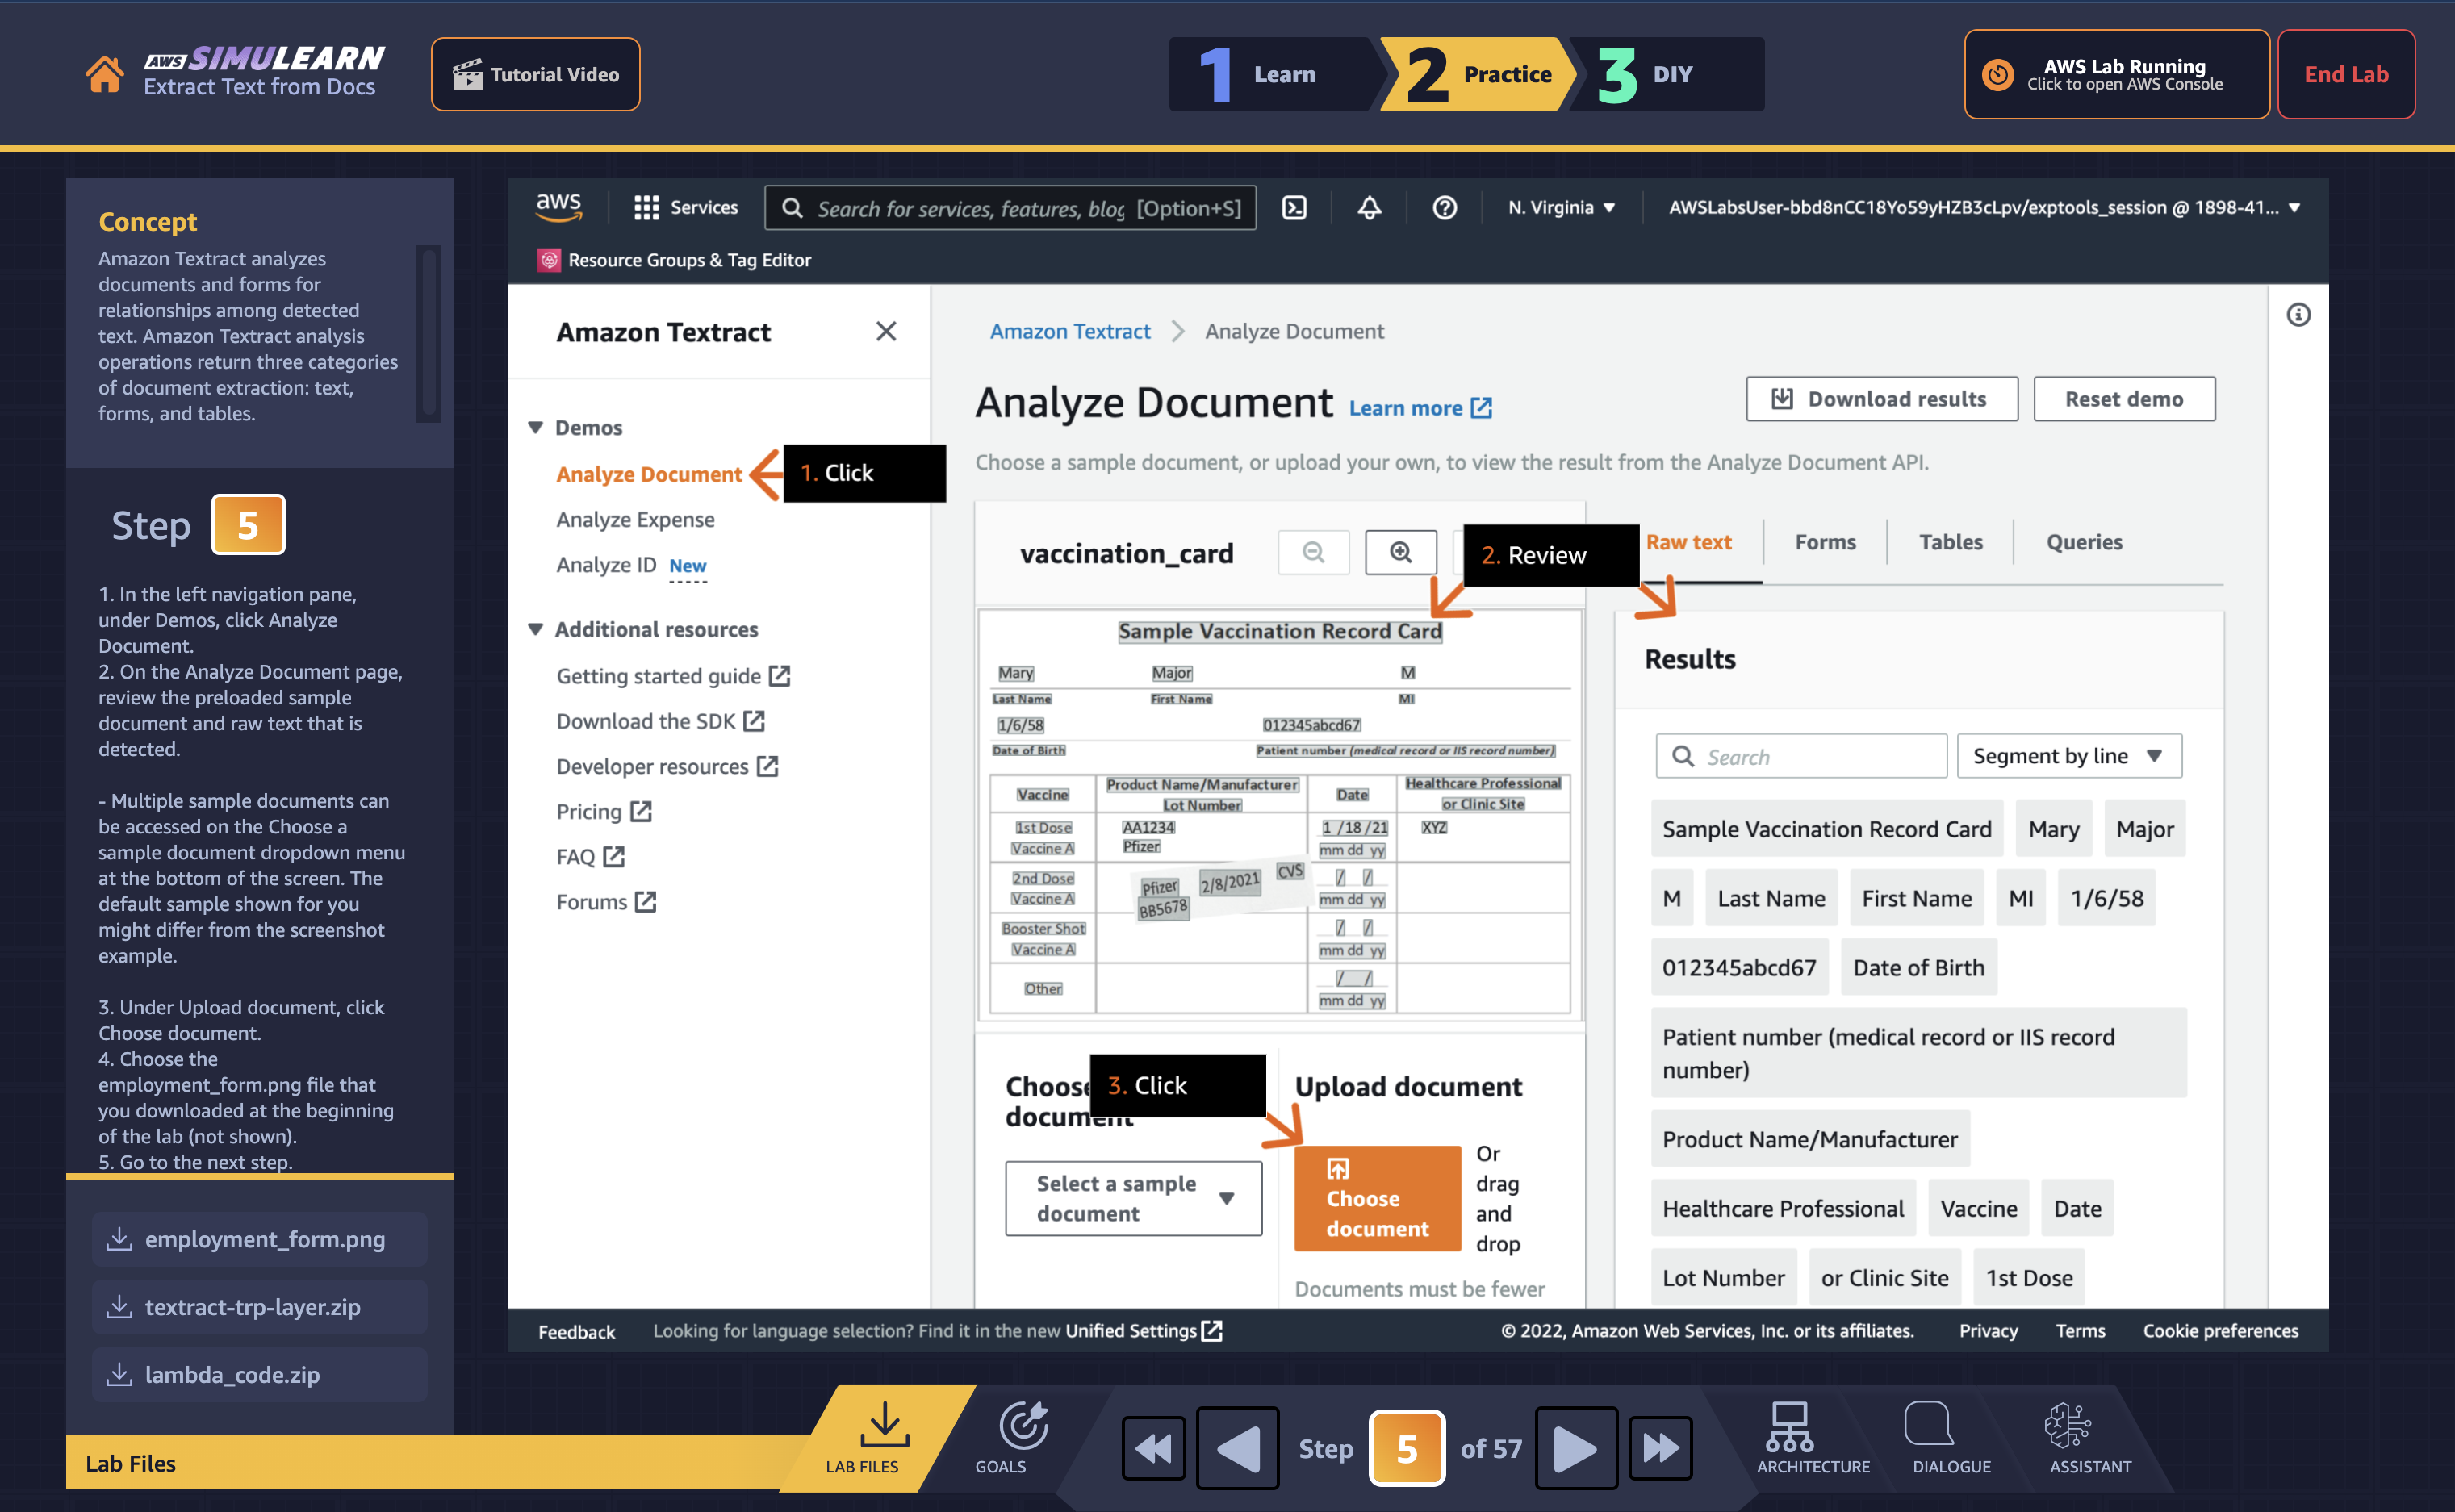 aws SIMULEARN
Extract Text from Docs
Tutorial Video
1 Learn
2 Practice
3 DIY
AWS Lab Running
Click to open AWS Console
End Lab
Concept
Amazon Textract analyzes
documents and forms for
relationships among detected
text. Amazon Textract analysis
operations return three categories
of document extraction: text,
forms, and tables.
Step 5
1. In the left navigation pane,
under Demos, click Analyze
Document.
2. On the Analyze Document page,
review the preloaded sample
document and raw text that is
detected.
- Multiple sample documents can
be accessed on the Choose a
sample document dropdown menu
at the bottom of the screen. The
default sample shown for you
might differ from the screenshot
example.
3. Under Upload document, click
Choose document.
4. Choose the
employment_form.png file that
you downloaded at the beginning
of the lab (not shown).
5. Go to the next step.
employment_form.png
textract-trp-layer.zip
lambda_code.zip
Lab Files
aws Services Search for services, features, blog [Option+S] N. Virginia AWSLabsUser-bbd8nCC18Yo59yHZB3cLpv/exptools_session @ 1898-41...
Resource Groups & Tag Editor
Amazon Textract
Demos
Analyze Document
1. Click
Analyze Expense
Analyze ID New
Additional resources
Getting started guide
Download the SDK
Developer resources
Pricing
FAQ
Forums
Amazon Textract > Analyze Document
Analyze Document Learn more
Download results
Reset demo
Choose a sample document, or upload your own, to view the result from the Analyze Document API.
vaccination_card
2. Review
Sample Vaccination Record Card
Mary Major M
Last Name First Name MI
1/6/58 012345abcd67
Date of Birth Patient number (medical record or IIS record number)
Vaccine Product Name/Manufacturer Lot Number Date Healthcare Professional or Clinic Site
1st Dose AA1234 1 /18 /21 XYZ
Vaccine A Pfizer mm dd yy
2nd Dose Pfizer 2/8/2021 CVS / /
Vaccine A BB5678 mm dd yy
Booster Shot / /
Vaccine A mm dd yy
Other / /
mm dd yy
Choose
document
3. Click
Select a sample
document
Upload document
Choose
document
Or
drag
and
drop
Documents must be fewer
Raw text Forms Tables Queries
Results
Search Segment by line
Sample Vaccination Record Card Mary Major
M Last Name First Name MI 1/6/58
012345abcd67 Date of Birth
Patient number (medical record or IIS record
number)
Product Name/Manufacturer
Healthcare Professional Vaccine Date
Lot Number or Clinic Site 1st Dose
Feedback Looking for language selection? Find it in the new Unified Settings © 2022, Amazon Web Services, Inc. or its affiliates. Privacy Terms Cookie preferences
LAB FILES
GOALS
Step 5 of 57
ARCHITECTURE
DIALOGUE
ASSISTANT